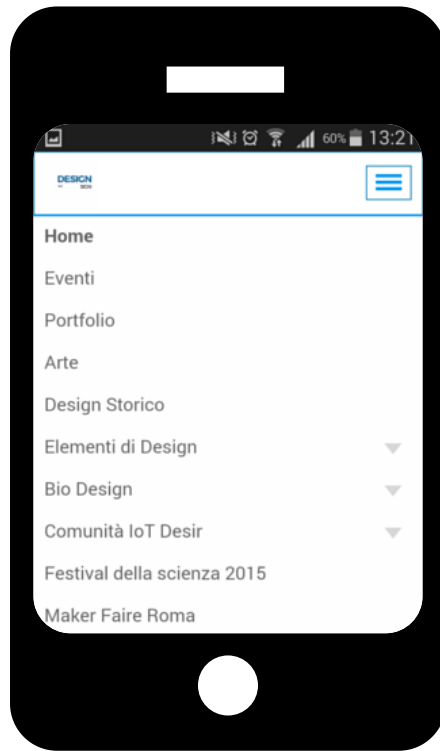 60% 13:21
DESIGN
Home
Eventi
Portfolio
Arte
Design Storico
Elementi di Design
Bio Design
Comunità IoT Desir
Festival della scienza 2015
Maker Faire Roma